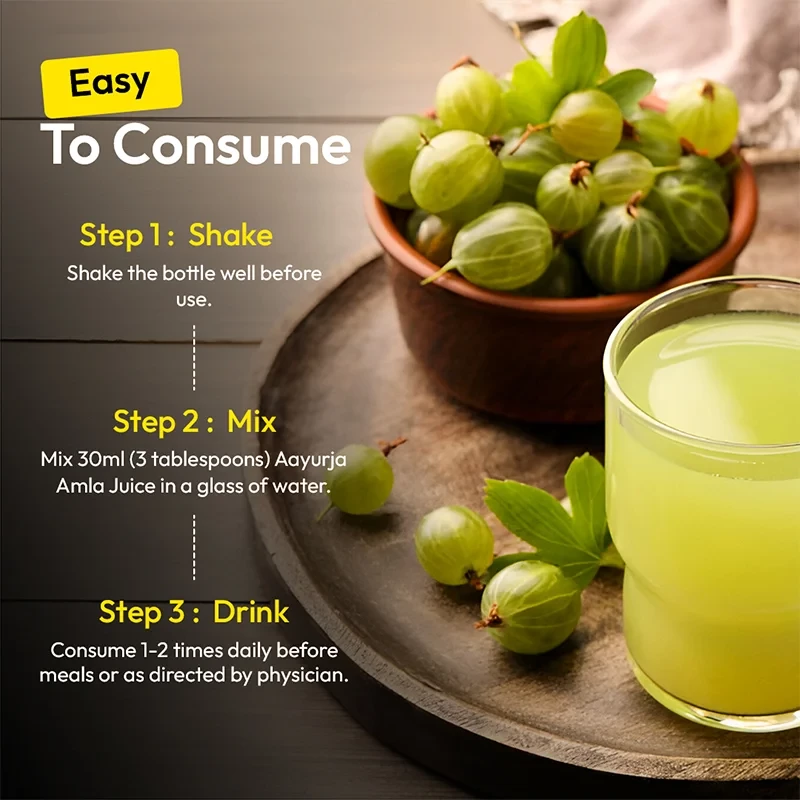 Easy
To Consume
Step 1 : Shake
Shake the bottle well before
use.
Step 2 : Mix
Mix 30ml (3 tablespoons) Aayurja
Amla Juice in a glass of water.
Step 3 : Drink
Consume 1-2 times daily before
meals or as directed by physician.